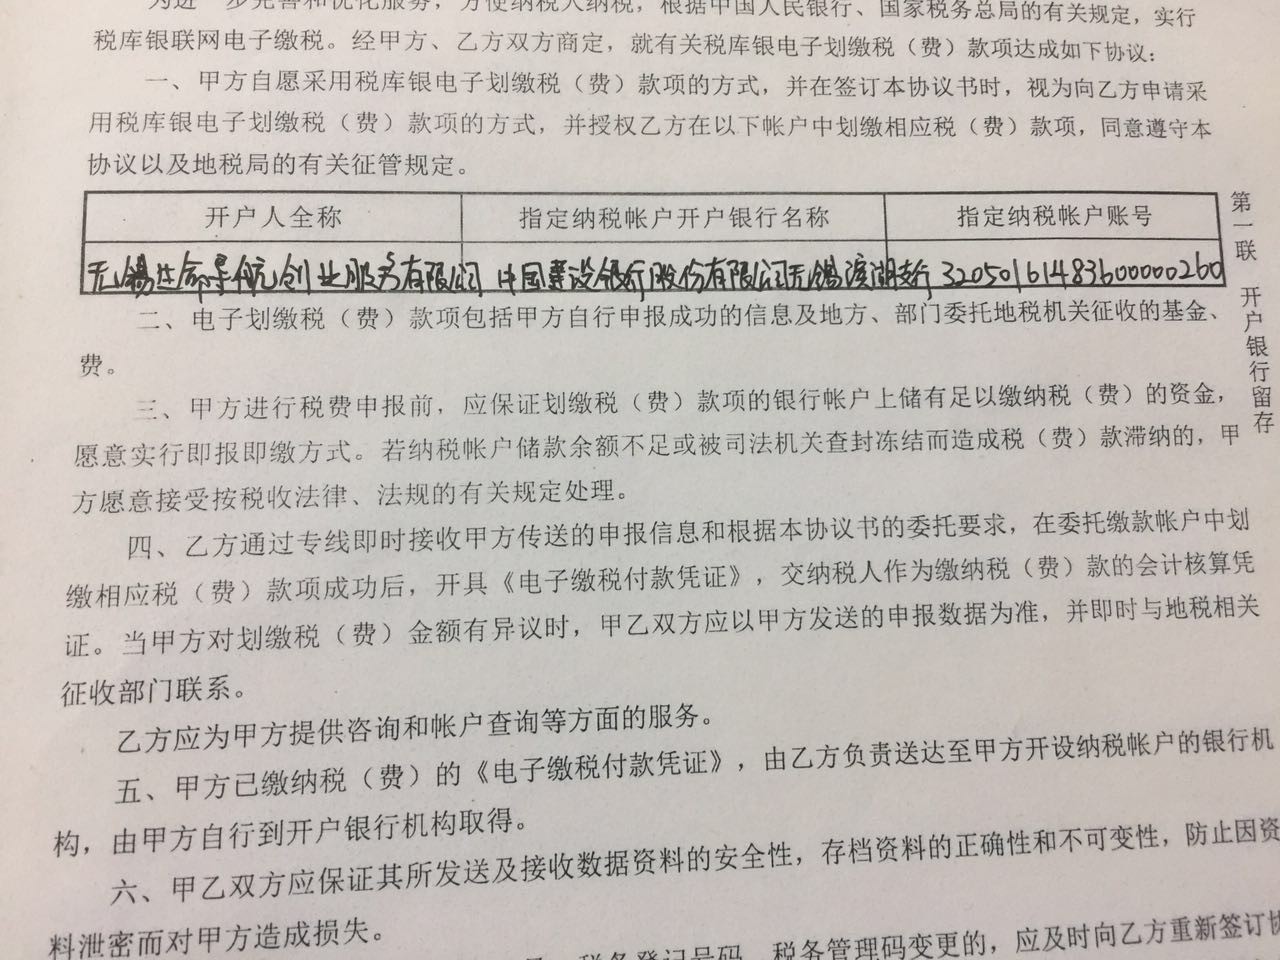 为进一步完善和优化服务，方便纳税人纳税，根据中国人民银行、国家税务总局的有关规定，实行
税库银联网电子缴税。经甲方、乙方双方商定，就有关税库银电子划缴税（费）款项达成如下协议：
一、甲方自愿采用税库银电子划缴税（费）款项的方式，并在签订本协议书时，视为向乙方申请采
用税库银电子划缴税（费）款项的方式，并授权乙方在以下帐户中划缴相应税（费）款项，同意遵守本
协议以及地税局的有关征管规定。
开户人全称 指定纳税帐户开户银行名称 指定纳税帐户账号
无锡达命导航创业服务有限公司 中国建设银行股份有限公司无锡滨湖支行 32050161483600000260
二、电子划缴税（费）款项包括甲方自行申报成功的信息及地方、部门委托地税机关征收的基金、
费。
三、甲方进行税费申报前，应保证划缴税（费）款项的银行帐户上储有足以缴纳税（费）的资金，
愿意实行即报即缴方式。若纳税帐户储款余额不足或被司法机关查封冻结而造成税（费）款滞纳的，甲
方愿意接受按税收法律、法规的有关规定处理。
四、乙方通过专线即时接收甲方传送的申报信息和根据本协议书的委托要求，在委托缴款帐户中划
缴相应税（费）款项成功后，开具《电子缴税付款凭证》，交纳税人作为缴纳税（费）款的会计核算凭
证。当甲方对划缴税（费）金额有异议时，甲乙双方应以甲方发送的申报数据为准，并即时与地税相关
征收部门联系。
乙方应为甲方提供咨询和帐户查询等方面的服务。
五、甲方已缴纳税（费）的《电子缴税付款凭证》，由乙方负责送达至甲方开设纳税帐户的银行机
构，由甲方自行到开户银行机构取得。
六、甲乙双方应保证其所发送及接收数据资料的安全性，存档资料的正确性和不可变性，防止因资
料泄密而对甲方造成损失。
税务登记号码、税务管理码变更的，应及时向乙方重新签订协
第一联 开户银行留存